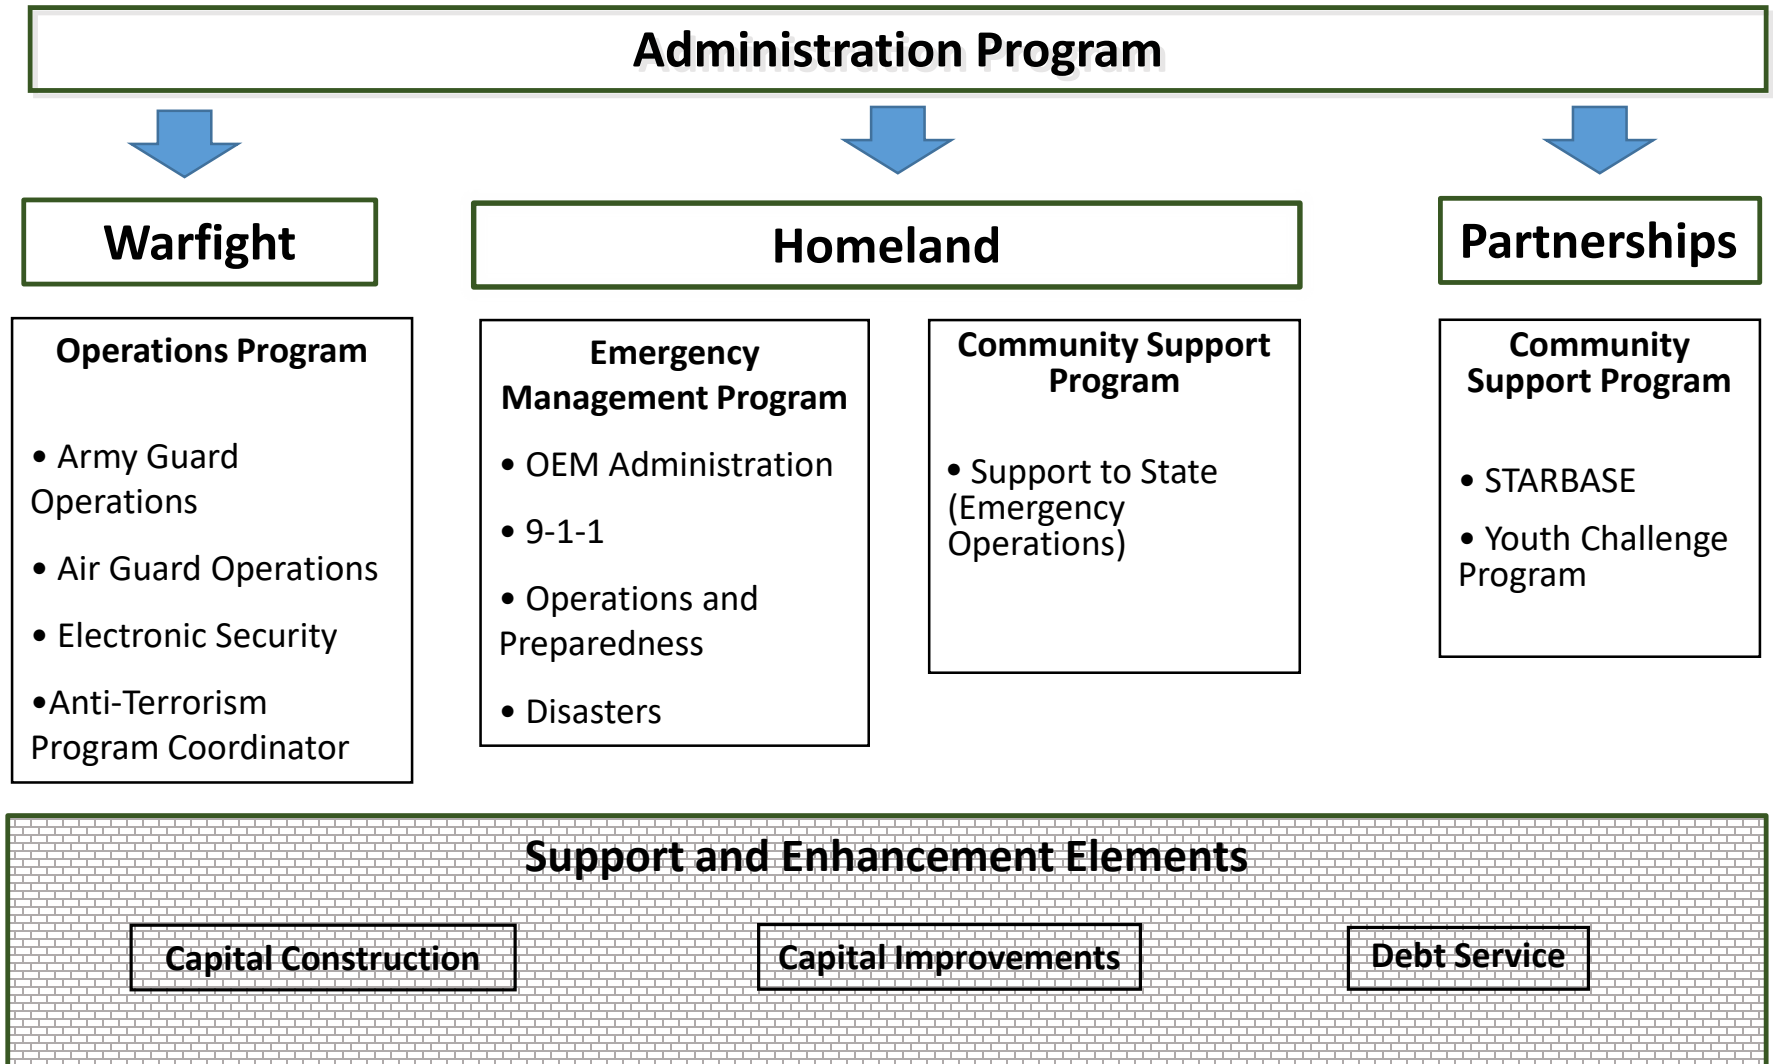 Administration Program
Warfight
Homeland
Partnerships
Operations Program
• Army Guard
Operations
• Air Guard Operations
• Electronic Security
•Anti-Terrorism
Program Coordinator
Emergency
Management Program
• OEM Administration
• 9-1-1
• Operations and
Preparedness
• Disasters
Community Support
Program
• Support to State
(Emergency
Operations)
Community
Support Program
• STARBASE
• Youth Challenge
Program
Support and Enhancement Elements
Capital Construction
Capital Improvements
Debt Service